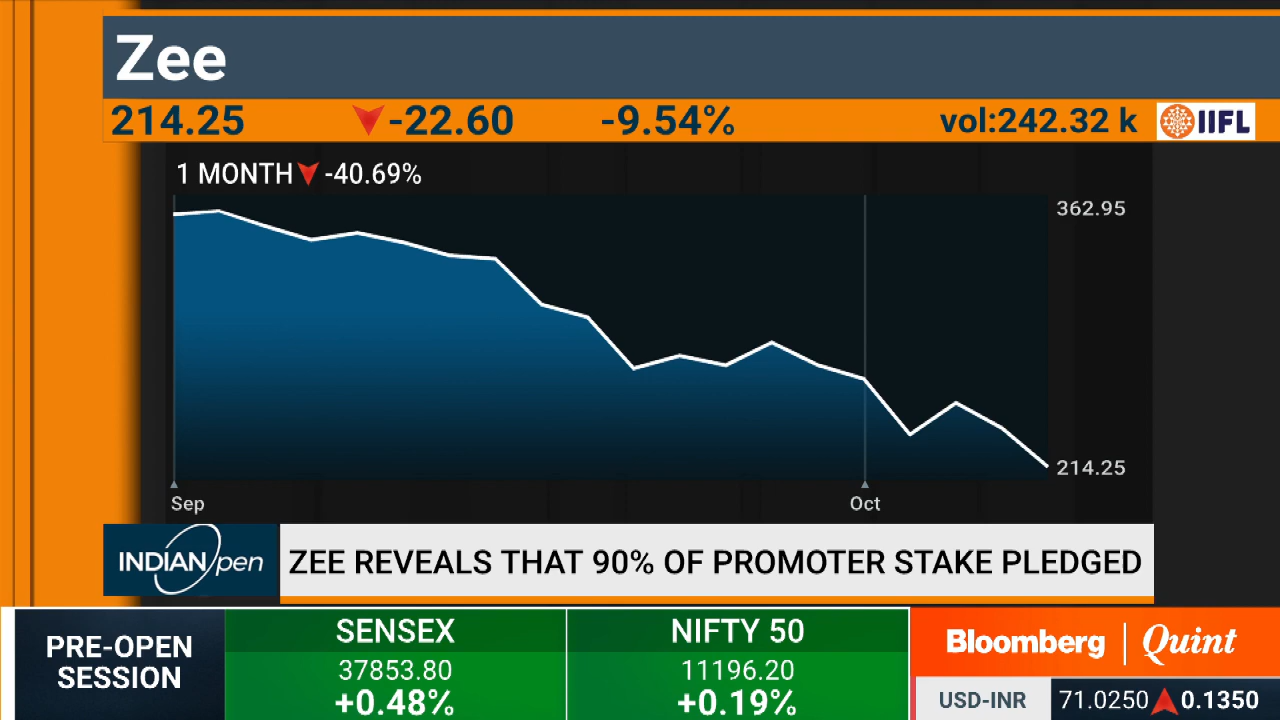 Zee
214.25 -22.60 -9.54% vol:242.32 k IIFL
1 MONTH -40.69%
362.95
214.25
Sep Oct
INDIAN Open ZEE REVEALS THAT 90% OF PROMOTER STAKE PLEDGED
PRE-OPEN
SESSION
SENSEX
37853.80
+0.48%
NIFTY 50
11196.20
+0.19%
Bloomberg | Quint
USD-INR 71.0250 0.1350